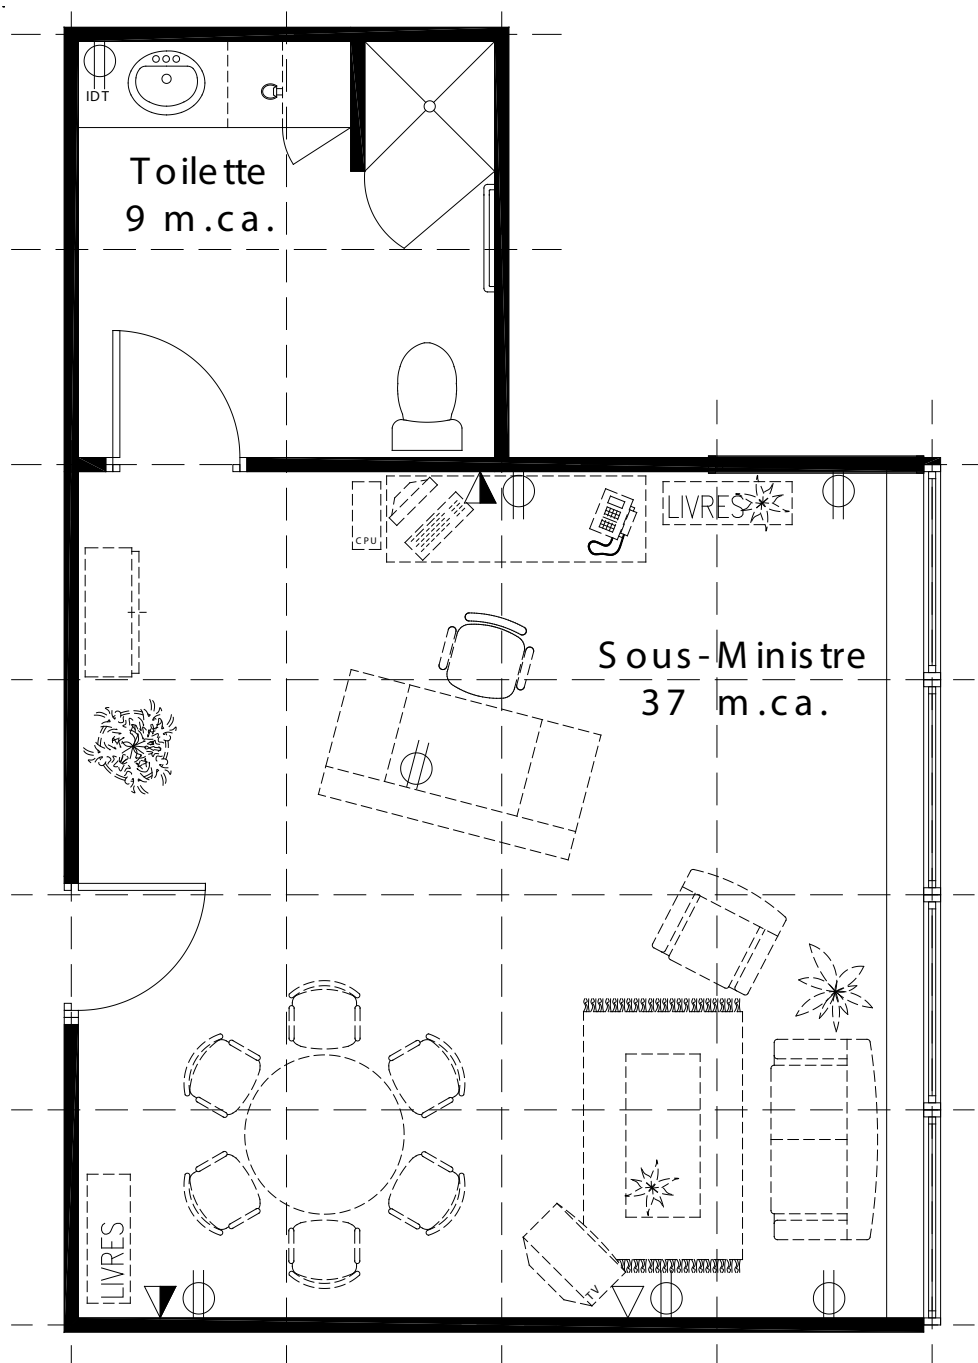 IDT
Toilette
9 m.ca.
CPU
LIVRES
Sous-Ministre
37 m.ca.
LIVRES
TV